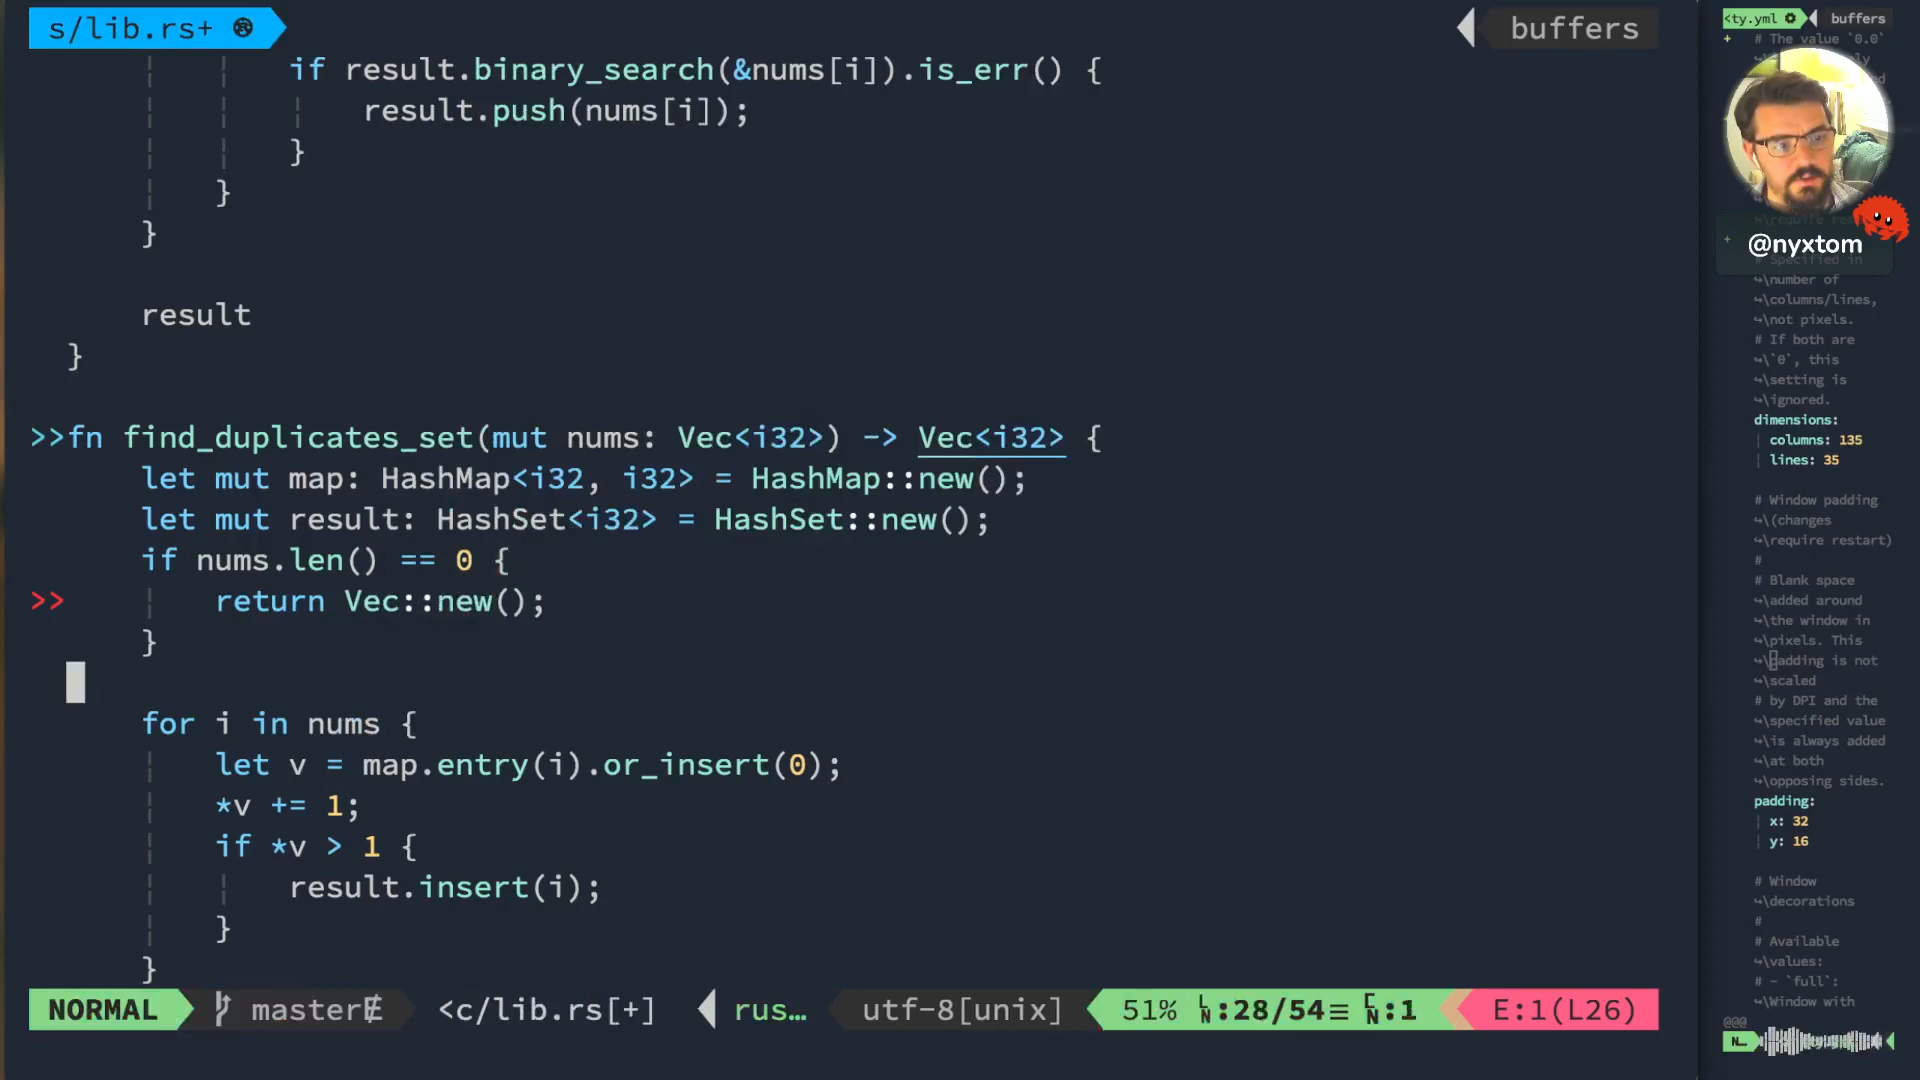 s/lib.rs+
buffers
if result.binary_search(&nums[i]).is_err() {
result.push(nums[i]);
}
}
}
result
}
>>fn find_duplicates_set(mut nums: Vec<i32>) -> Vec<i32> {
let mut map: HashMap<i32, i32> = HashMap::new();
let mut result: HashSet<i32> = HashSet::new();
if nums.len() == 0 {
>> return Vec::new();
}
for i in nums {
let v = map.entry(i).or_insert(0);
*v += 1;
if *v > 1 {
result.insert(i);
}
}
NORMAL master <c/lib.rs[+] rus… utf-8[unix] 51% LN:28/54≡ CN:1 E:1(L26)
<ty.yml buffers
+ # The value `0.0`
@nyxtom
# Specified in
↪\number of
↪\columns/lines,
↪\not pixels.
# If both are
↪\`0`, this
↪\setting is
↪\ignored.
dimensions:
columns: 135
lines: 35
# Window padding
↪\(changes
↪\require restart)
#
# Blank space
↪\added around
↪\the window in
↪\pixels. This
↪\padding is not
↪\scaled
# by DPI and the
↪\specified value
↪\is always added
↪\at both
↪\opposing sides.
padding:
x: 32
y: 16
# Window
↪\decorations
#
# Available
↪\values:
# - `full`:
↪\Window with
@@@
N…